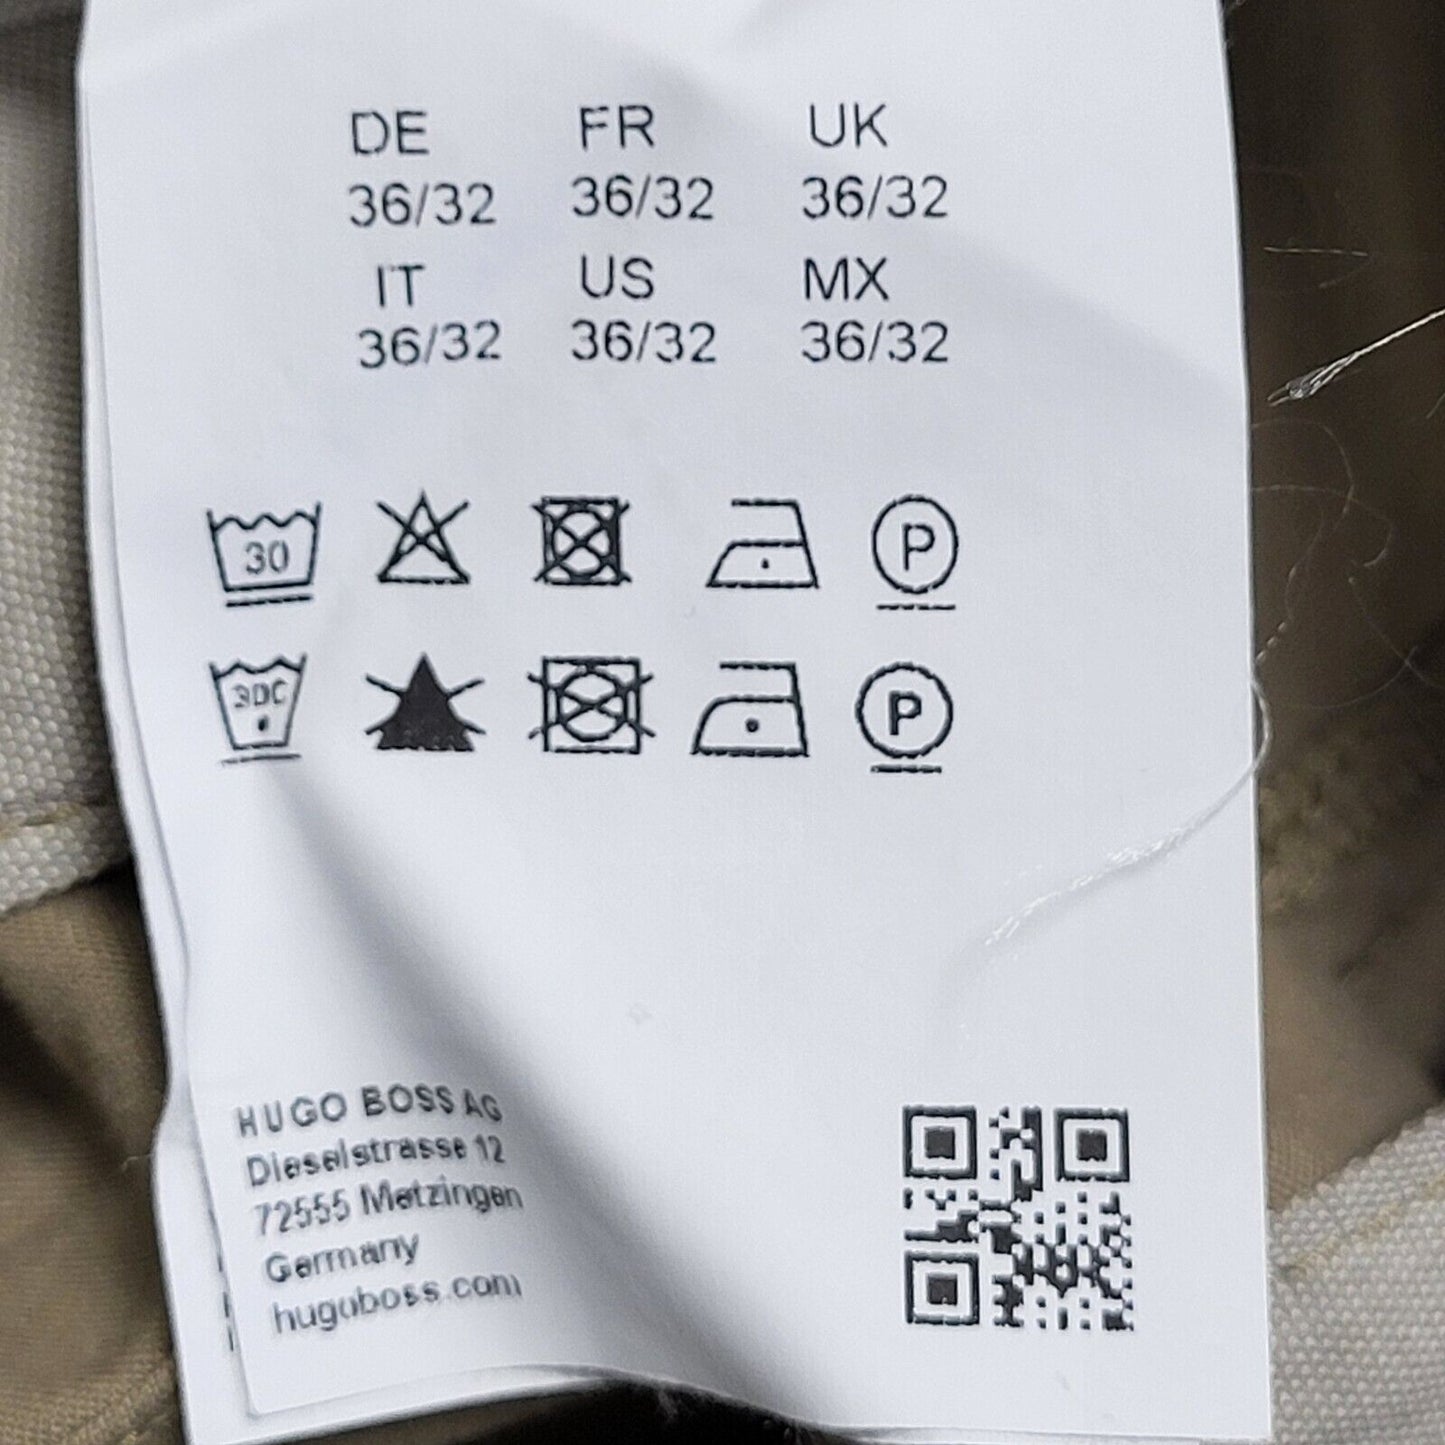 DE FR UK
36/32 36/32 36/32
IT US MX
36/32 36/32 36/32
30 P
30C P
HUGO BOSS AG
Dieselstrasse 12
72555 Metzingen
Germany
hugoboss.com